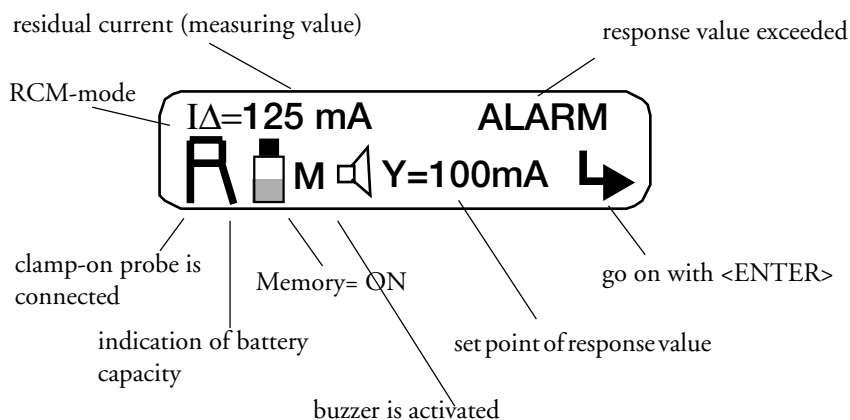 residual current (measuring value)
response value exceeded
RCM-mode
I∆=125 mA ALARM
M Y=100mA
clamp-on probe is
connected
Memory= ON
go on with <ENTER>
indication of battery
capacity
set point of response value
buzzer is activated